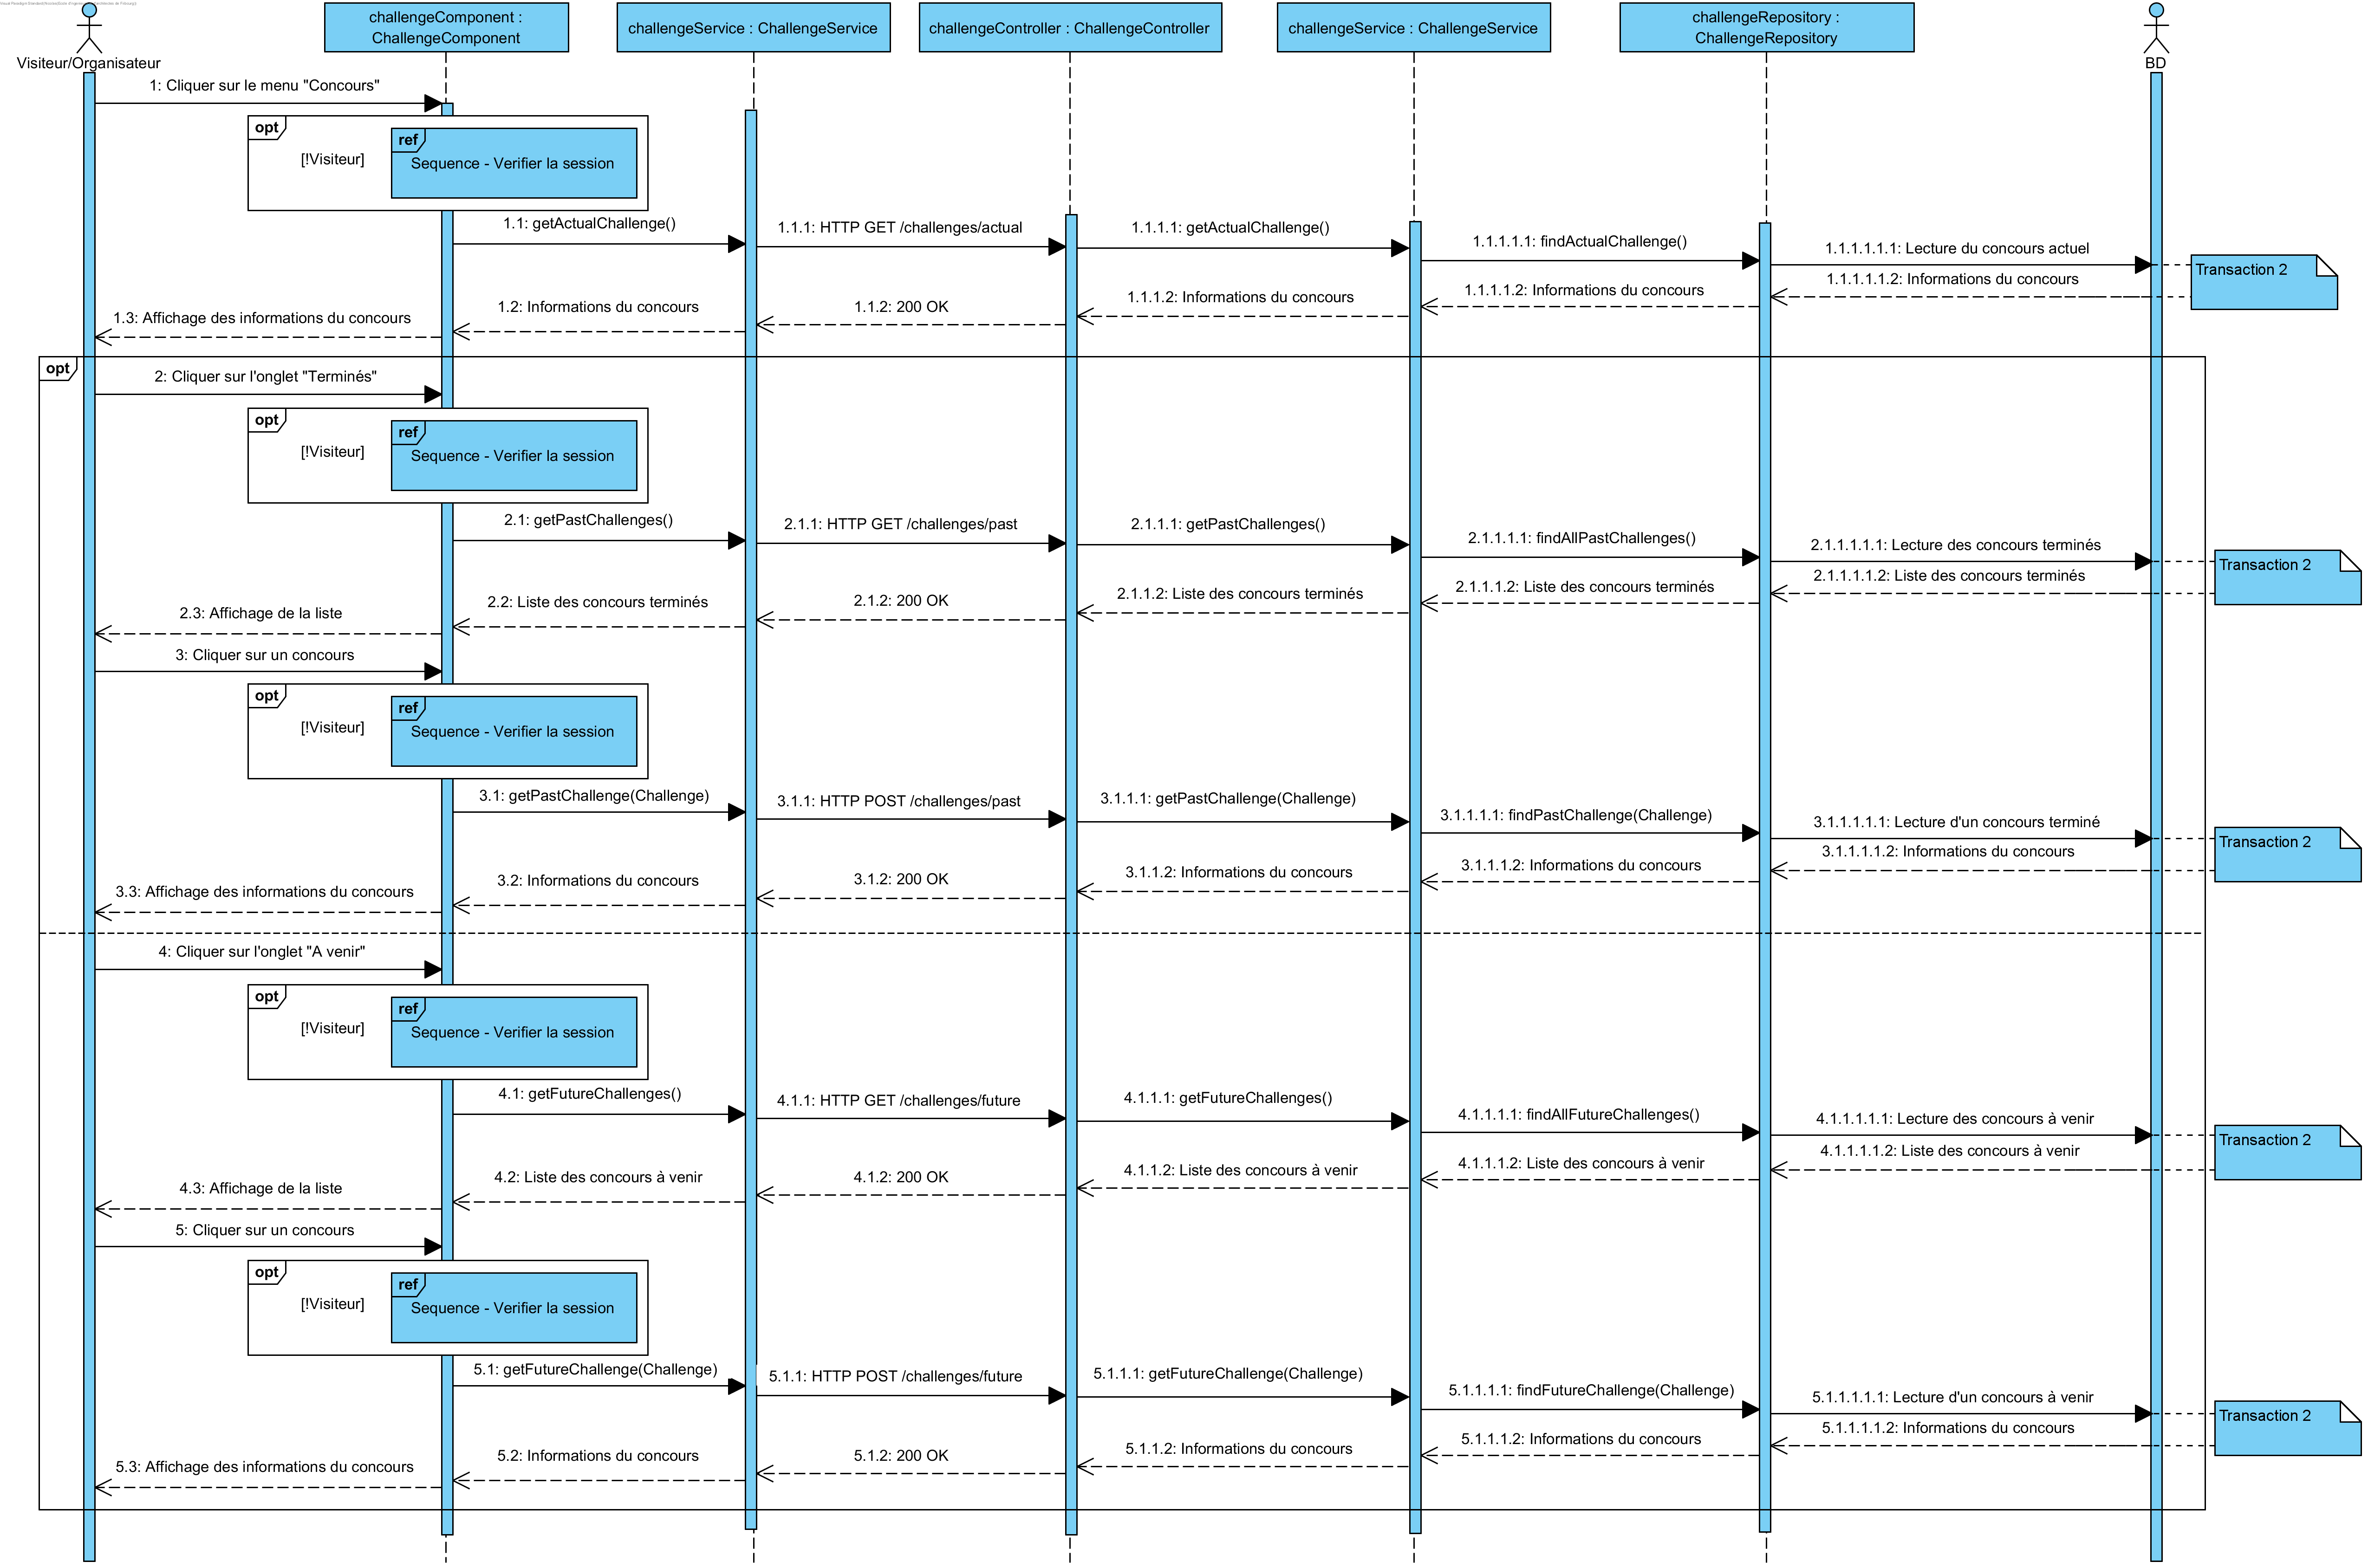 challengeComponent :
ChallengeComponent
challengeService : ChallengeService
challengeController : ChallengeController
challengeService : ChallengeService
challengeRepository :
ChallengeRepository
Visiteur/Organisateur
BD
1: Cliquer sur le menu "Concours"
opt
[!Visiteur]
ref
Sequence - Verifier la session
1.1: getActualChallenge()
1.1.1: HTTP GET /challenges/actual
1.1.1.1: getActualChallenge()
1.1.1.1.1: findActualChallenge()
1.1.1.1.1.1: Lecture du concours actuel
Transaction 2
1.1.1.1.1.2: Informations du concours
1.1.1.1.2: Informations du concours
1.1.1.2: Informations du concours
1.1.2: 200 OK
1.2: Informations du concours
1.3: Affichage des informations du concours
opt
2: Cliquer sur l'onglet "Terminés"
opt
[!Visiteur]
ref
Sequence - Verifier la session
2.1: getPastChallenges()
2.1.1: HTTP GET /challenges/past
2.1.1.1: getPastChallenges()
2.1.1.1.1: findAllPastChallenges()
2.1.1.1.1.1: Lecture des concours terminés
Transaction 2
2.1.1.1.1.2: Liste des concours terminés
2.1.1.1.2: Liste des concours terminés
2.1.1.2: Liste des concours terminés
2.1.2: 200 OK
2.2: Liste des concours terminés
2.3: Affichage de la liste
3: Cliquer sur un concours
opt
[!Visiteur]
ref
Sequence - Verifier la session
3.1: getPastChallenge(Challenge)
3.1.1: HTTP POST /challenges/past
3.1.1.1: getPastChallenge(Challenge)
3.1.1.1.1: findPastChallenge(Challenge)
3.1.1.1.1.1: Lecture d'un concours terminé
Transaction 2
3.1.1.1.1.2: Informations du concours
3.1.1.1.2: Informations du concours
3.1.1.2: Informations du concours
3.1.2: 200 OK
3.2: Informations du concours
3.3: Affichage des informations du concours
4: Cliquer sur l'onglet "A venir"
opt
[!Visiteur]
ref
Sequence - Verifier la session
4.1: getFutureChallenges()
4.1.1: HTTP GET /challenges/future
4.1.1.1: getFutureChallenges()
4.1.1.1.1: findAllFutureChallenges()
4.1.1.1.1.1: Lecture des concours à venir
Transaction 2
4.1.1.1.1.2: Liste des concours à venir
4.1.1.1.2: Liste des concours à venir
4.1.1.2: Liste des concours à venir
4.1.2: 200 OK
4.2: Liste des concours à venir
4.3: Affichage de la liste
5: Cliquer sur un concours
opt
[!Visiteur]
ref
Sequence - Verifier la session
5.1: getFutureChallenge(Challenge)
5.1.1: HTTP POST /challenges/future
5.1.1.1: getFutureChallenge(Challenge)
5.1.1.1.1: findFutureChallenge(Challenge)
5.1.1.1.1.1: Lecture d'un concours à venir
Transaction 2
5.1.1.1.1.2: Informations du concours
5.1.1.1.2: Informations du concours
5.1.1.2: Informations du concours
5.1.2: 200 OK
5.2: Informations du concours
5.3: Affichage des informations du concours